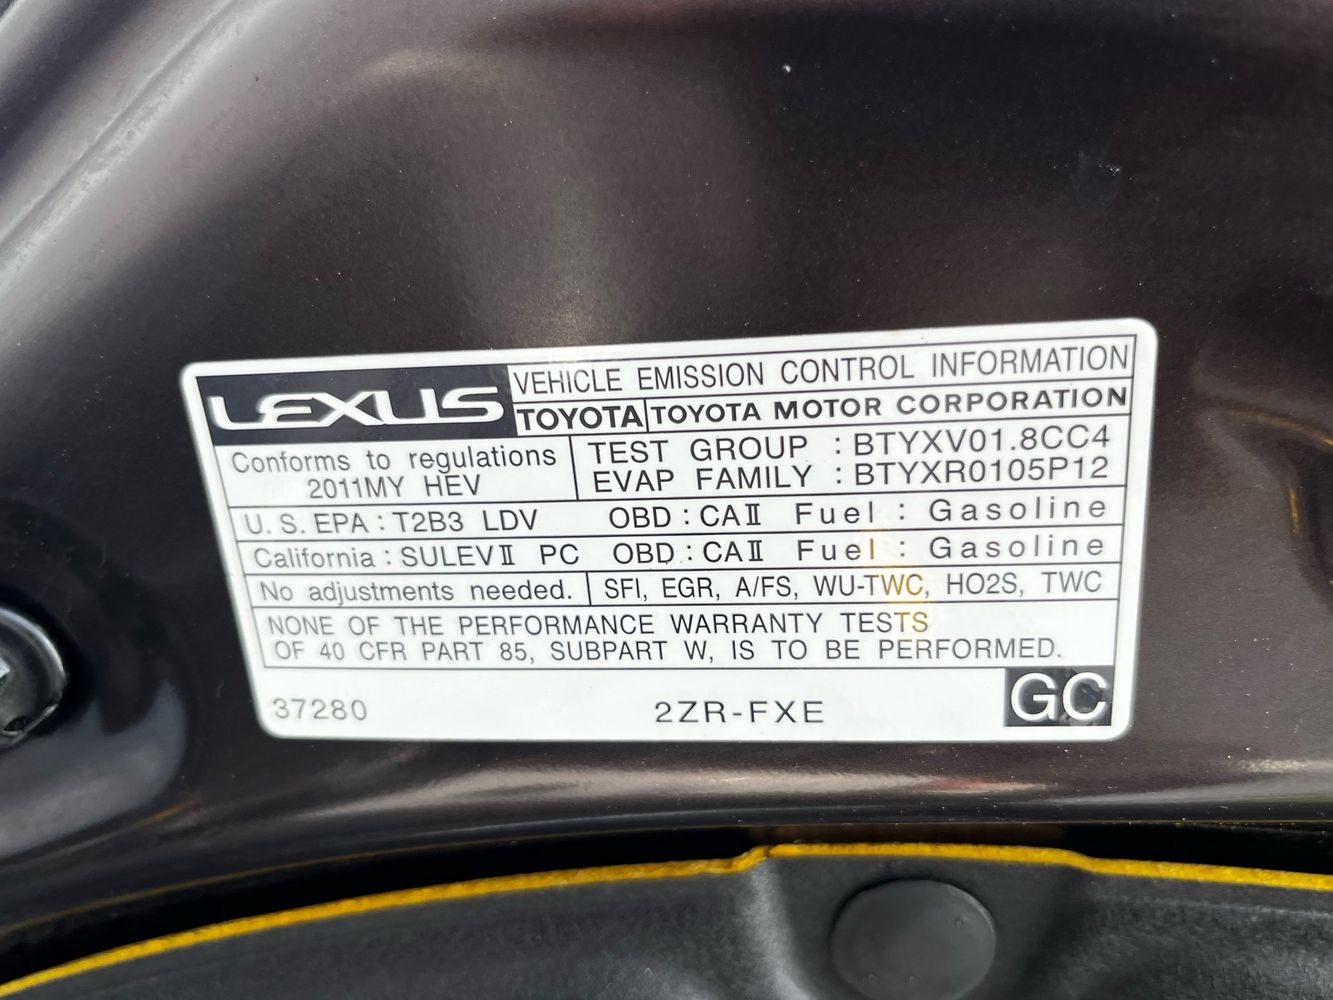 LEXUS VEHICLE EMISSION CONTROL INFORMATION
TOYOTA TOYOTA MOTOR CORPORATION
Conforms to regulations
2011MY HEV
TEST GROUP : BTYXV01.8CC4
EVAP FAMILY : BTYXR0105P12
U.S.EPA : T2B3 LDV OBD : CAⅡ Fuel : Gasoline
California : SULEVⅡ PC OBD : CAⅡ Fuel : Gasoline
No adjustments needed. SFI, EGR, A/FS, WU-TWC, HO2S, TWC
NONE OF THE PERFORMANCE WARRANTY TESTS
OF 40 CFR PART 85, SUBPART W, IS TO BE PERFORMED.
37280 2ZR-FXE GC